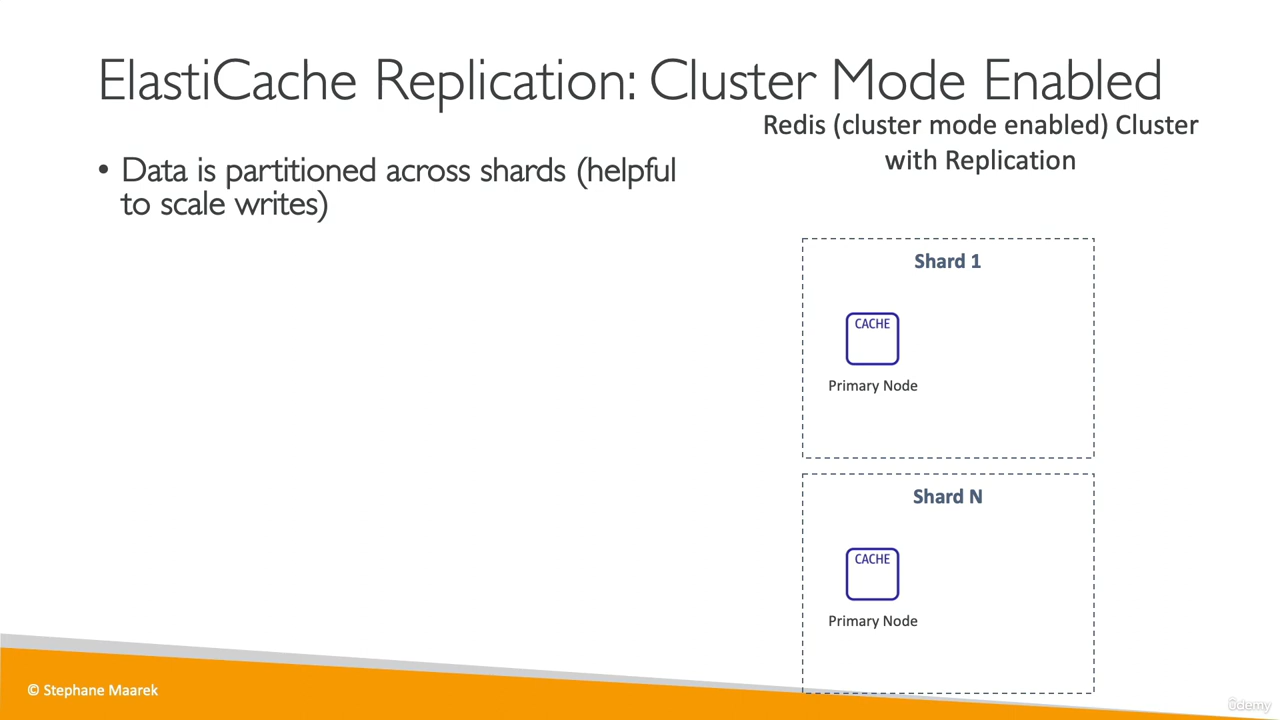 ElastiCache Replication: Cluster Mode Enabled
Redis (cluster mode enabled) Cluster
with Replication
• Data is partitioned across shards (helpful
to scale writes)
Shard 1
CACHE
Primary Node
Shard N
CACHE
Primary Node
© Stephane Maarek
ûdemy